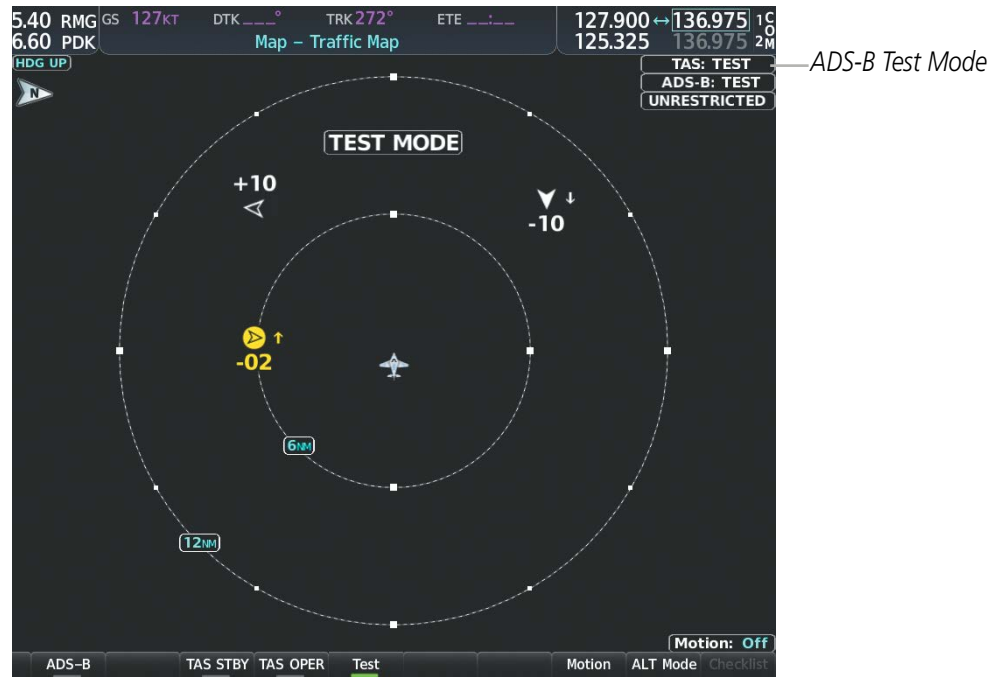 5.40 RMG GS 127KT DTK ___° TRK 272° ETE __:__ 127.900 ↔ 136.975 1 C
6.60 PDK Map – Traffic Map 125.325 136.975 2 O M
HDG UP TAS: TEST ADS-B Test Mode
N ADS-B: TEST
UNRESTRICTED
TEST MODE
+10
↓
-10
↑
-02
6NM
12NM
Motion: Off
ADS–B TAS STBY TAS OPER Test Motion ALT Mode Checklist